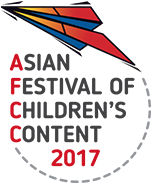 ASIAN
FESTIVAL OF
CHILDREN'S
CONTENT
2017